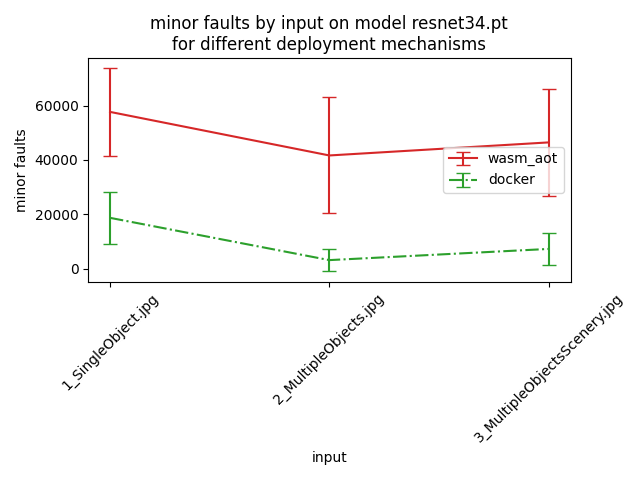 minor faults by input on model resnet34.pt
for different deployment mechanisms
minor faults
60000
40000
20000
0
wasm_aot
docker
1_SingleObject.jpg
2_MultipleObjects.jpg
3_MultipleObjectsScenery.jpg
input